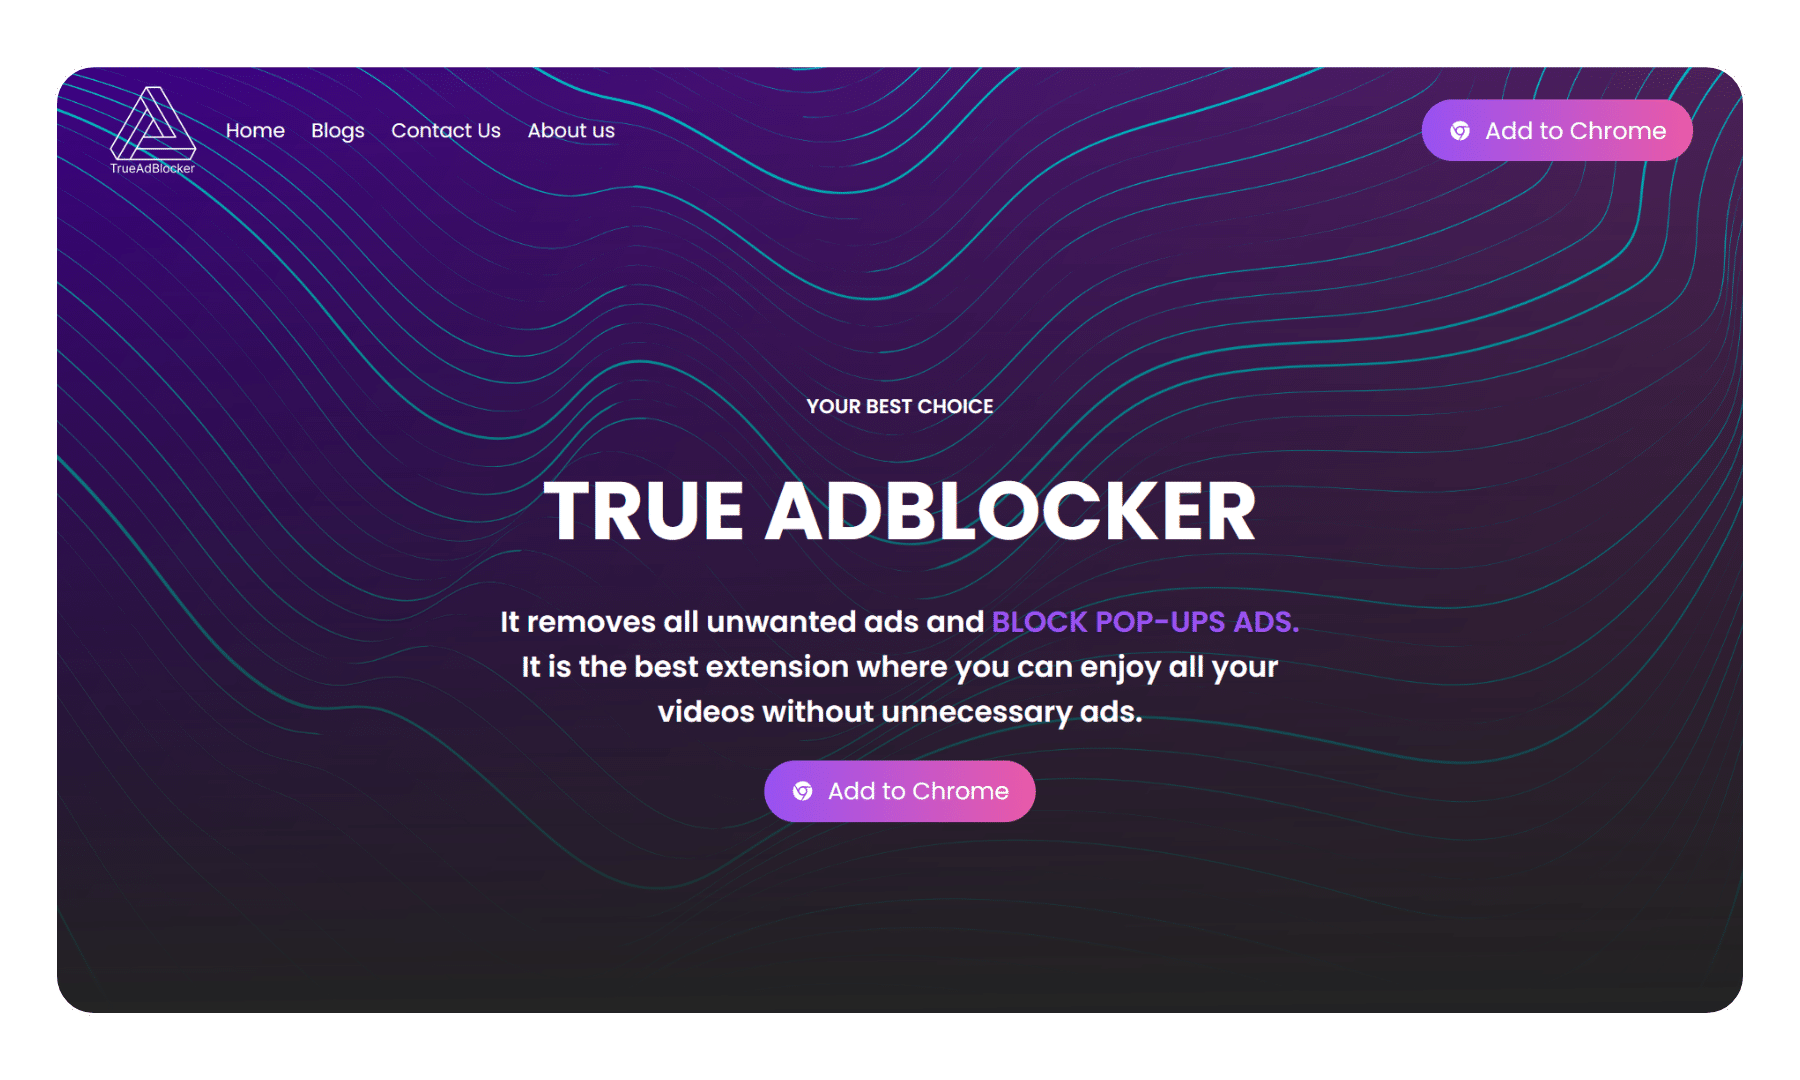 TrueAdBlocker
Home
Blogs
Contact Us
About us
Add to Chrome
YOUR BEST CHOICE
TRUE ADBLOCKER
It removes all unwanted ads and BLOCK POP-UPS ADS.
It is the best extension where you can enjoy all your
videos without unnecessary ads.
Add to Chrome